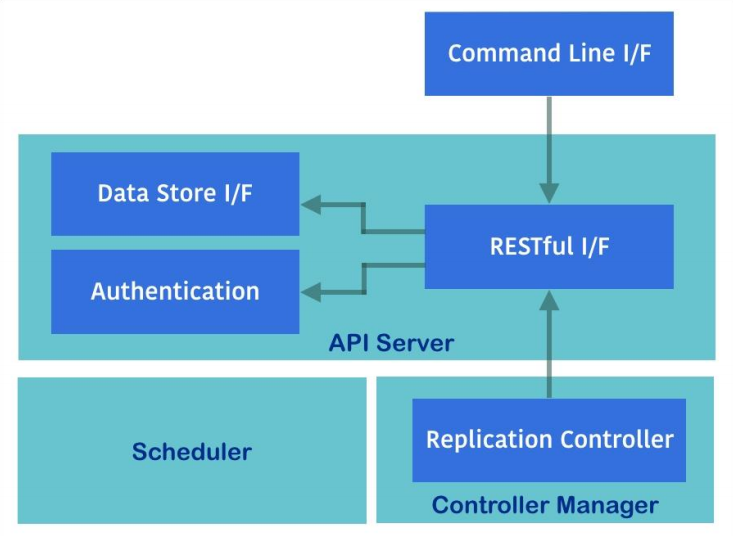 Command Line I/F
Data Store I/F
RESTful I/F
Authentication
API Server
Scheduler
Replication Controller
Controller Manager